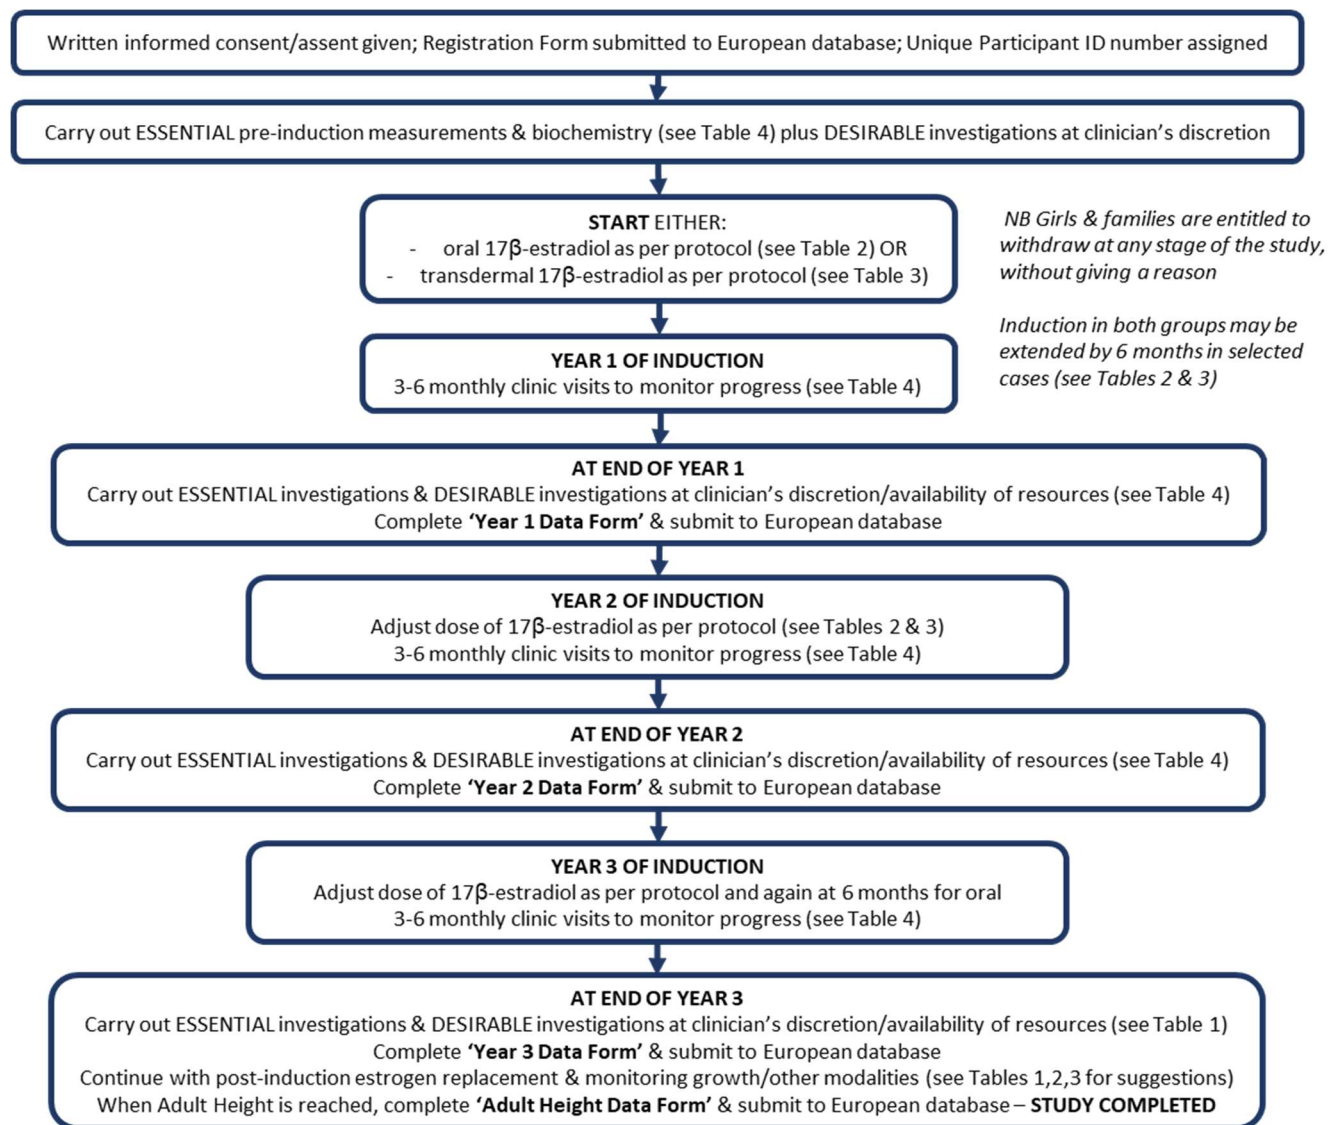 Written informed consent/assent given; Registration Form submitted to European database; Unique Participant ID number assigned
Carry out ESSENTIAL pre-induction measurements & biochemistry (see Table 4) plus DESIRABLE investigations at clinician's discretion
START EITHER:
- oral 17β-estradiol as per protocol (see Table 2) OR
- transdermal 17β-estradiol as per protocol (see Table 3)
NB Girls & families are entitled to
withdraw at any stage of the study,
without giving a reason
Induction in both groups may be
extended by 6 months in selected
cases (see Tables 2 & 3)
YEAR 1 OF INDUCTION
3-6 monthly clinic visits to monitor progress (see Table 4)
AT END OF YEAR 1
Carry out ESSENTIAL investigations & DESIRABLE investigations at clinician's discretion/availability of resources (see Table 4)
Complete ‘Year 1 Data Form’ & submit to European database
YEAR 2 OF INDUCTION
Adjust dose of 17β-estradiol as per protocol (see Tables 2 & 3)
3-6 monthly clinic visits to monitor progress (see Table 4)
AT END OF YEAR 2
Carry out ESSENTIAL investigations & DESIRABLE investigations at clinician's discretion/availability of resources (see Table 4)
Complete ‘Year 2 Data Form’ & submit to European database
YEAR 3 OF INDUCTION
Adjust dose of 17β-estradiol as per protocol and again at 6 months for oral
3-6 monthly clinic visits to monitor progress (see Table 4)
AT END OF YEAR 3
Carry out ESSENTIAL investigations & DESIRABLE investigations at clinician's discretion/availability of resources (see Table 1)
Complete ‘Year 3 Data Form’ & submit to European database
Continue with post-induction estrogen replacement & monitoring growth/other modalities (see Tables 1,2,3 for suggestions)
When Adult Height is reached, complete ‘Adult Height Data Form’ & submit to European database – STUDY COMPLETED